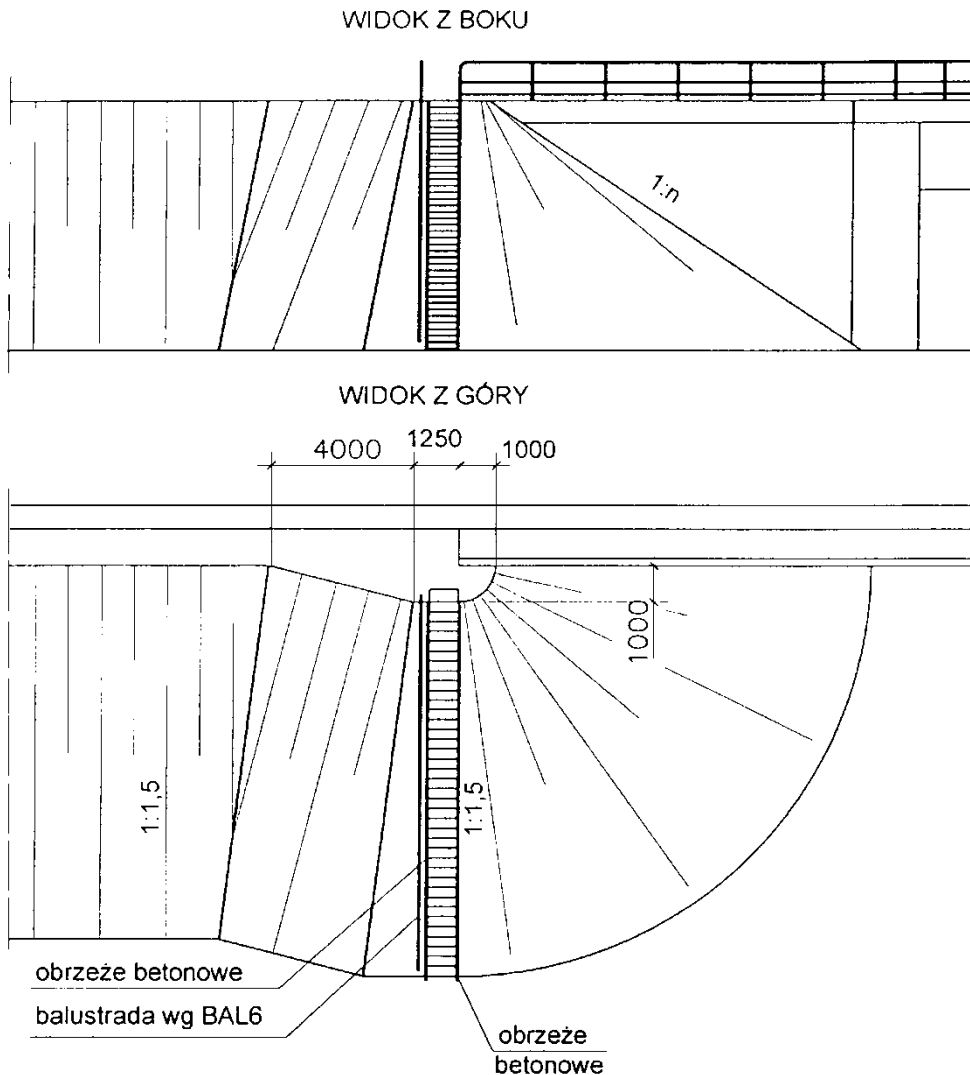 WIDOK Z BOKU
1:n
WIDOK Z GÓRY
4000
1250
1000
1000
1:1,5
1:1,5
obrzeże betonowe
balustrada wg BAL6
obrzeże
betonowe